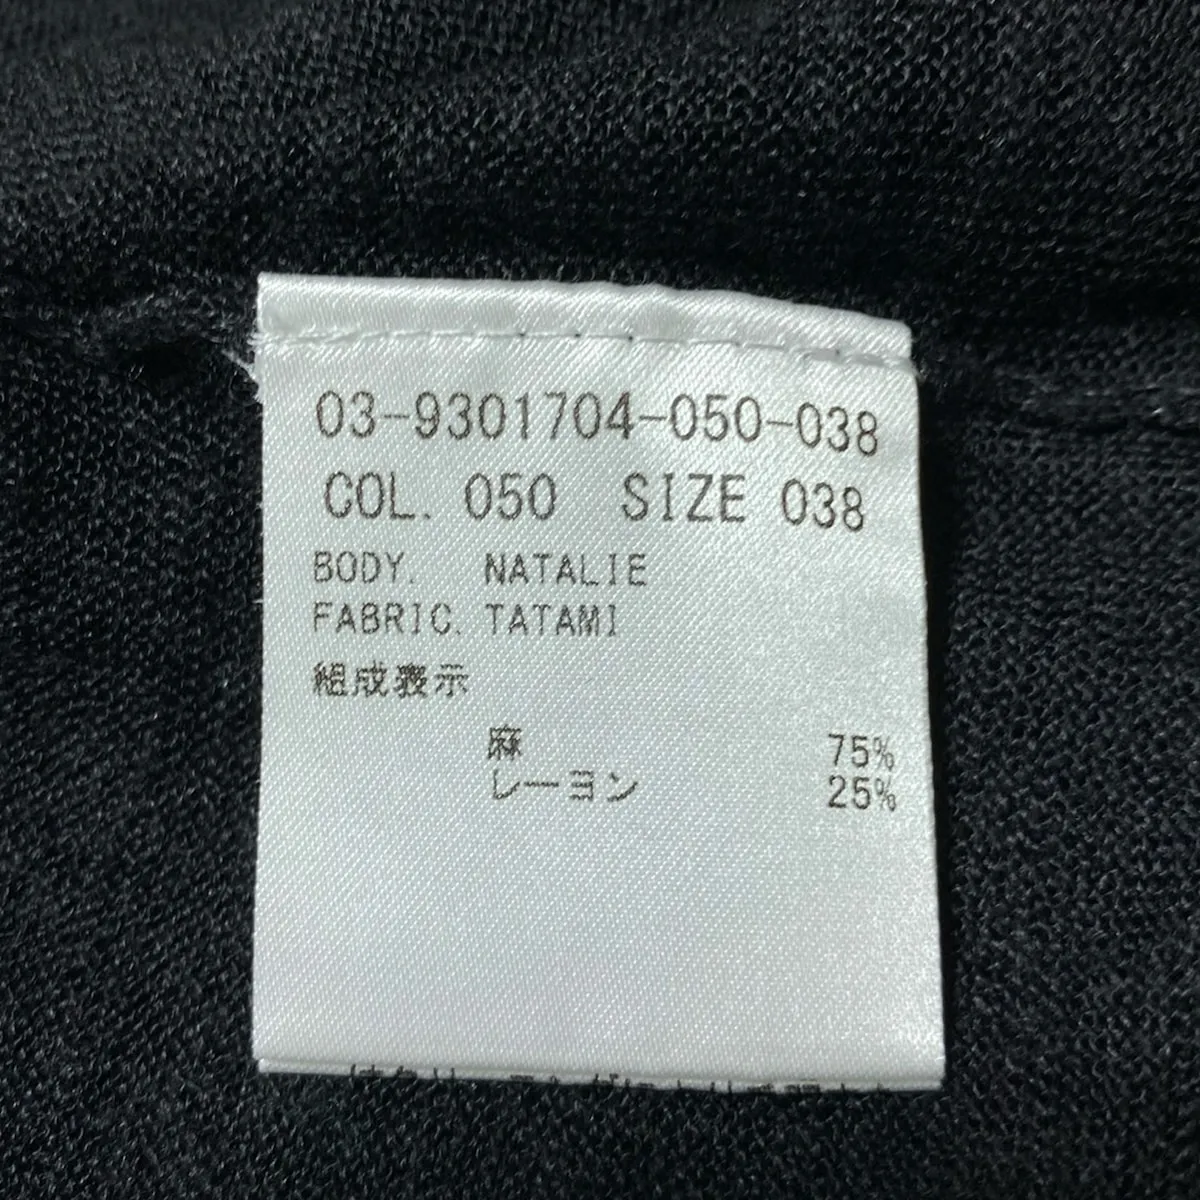 03-9301704-050-038
COL. 050 SIZE 038
BODY. NATALIE
FABRIC. TATAMI
組成表示
麻 75%
レーヨン 25%